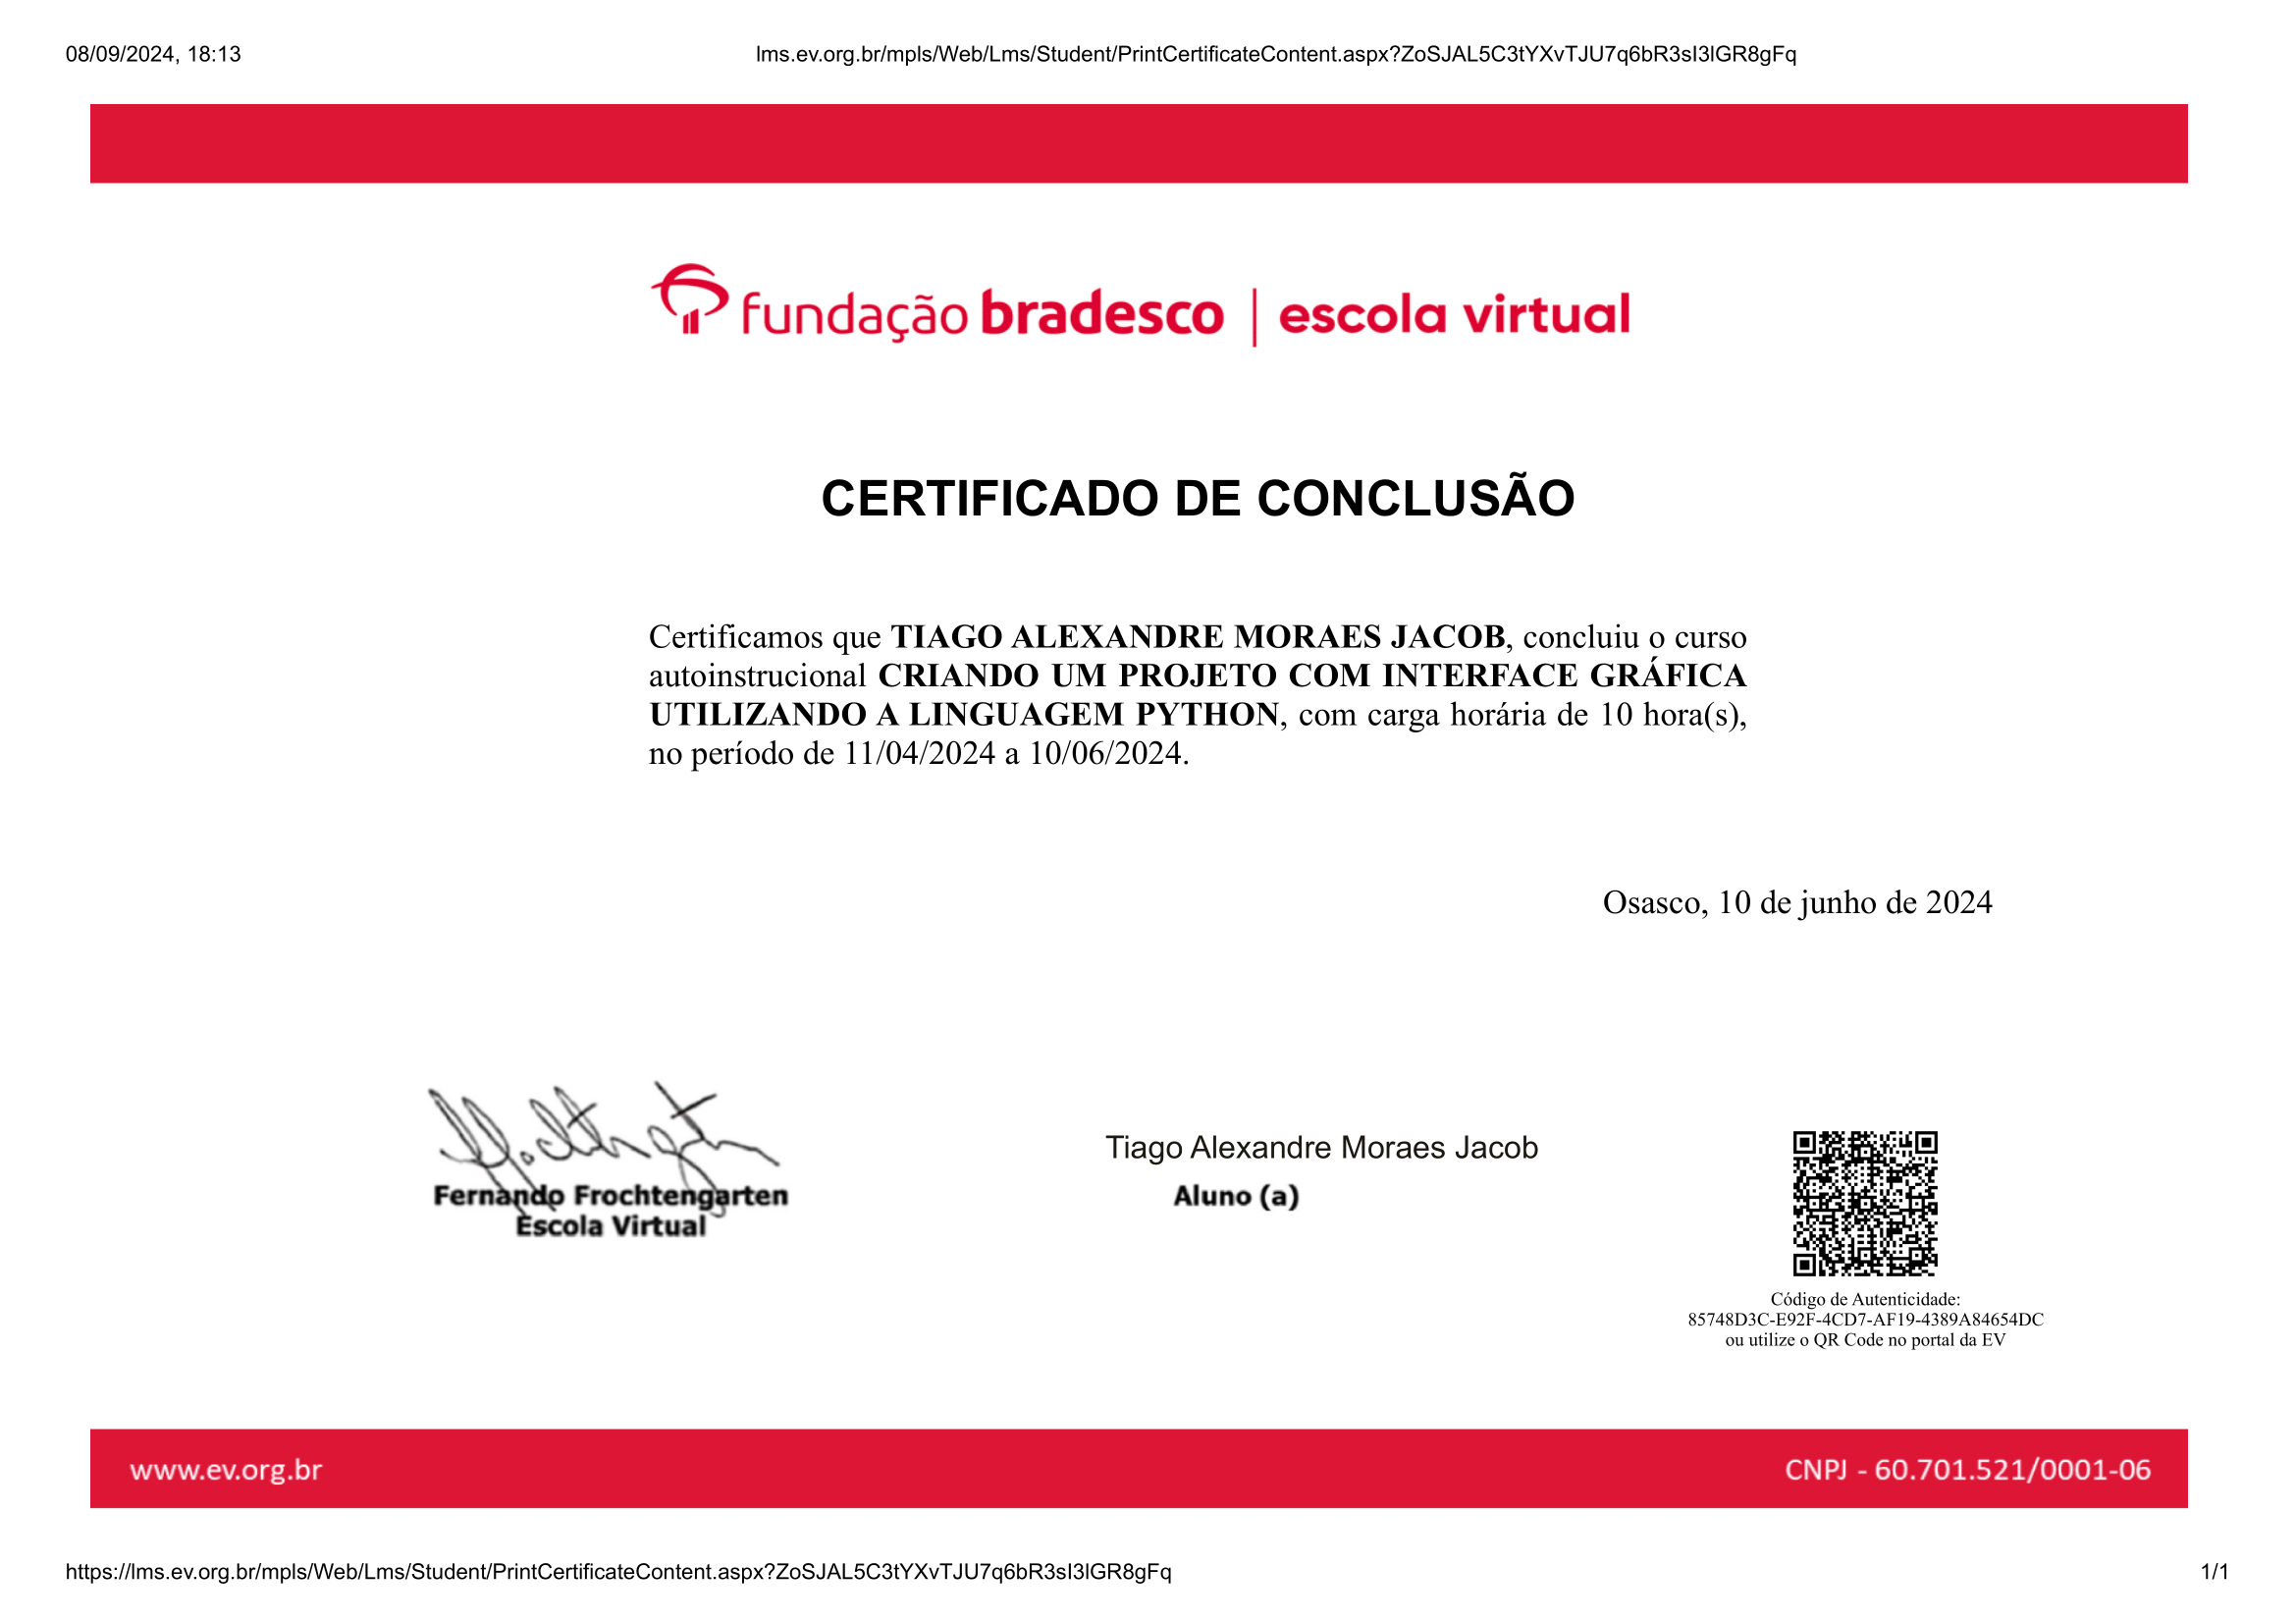 08/09/2024, 18:13
lms.ev.org.br/mpls/Web/Lms/Student/PrintCertificateContent.aspx?ZoSJAL5C3tYXvTJU7q6bR3sI3lGR8gFq
fundação bradesco | escola virtual
CERTIFICADO DE CONCLUSÃO
Certificamos que TIAGO ALEXANDRE MORAES JACOB, concluiu o curso
autoinstrucional CRIANDO UM PROJETO COM INTERFACE GRÁFICA
UTILIZANDO A LINGUAGEM PYTHON, com carga horária de 10 hora(s),
no período de 11/04/2024 a 10/06/2024.
Osasco, 10 de junho de 2024
Fernando Frochtengarten
Escola Virtual
Tiago Alexandre Moraes Jacob
Aluno (a)
Código de Autenticidade:
85748D3C-E92F-4CD7-AF19-4389A84654DC
ou utilize o QR Code no portal da EV
www.ev.org.br
CNPJ - 60.701.521/0001-06
https://lms.ev.org.br/mpls/Web/Lms/Student/PrintCertificateContent.aspx?ZoSJAL5C3tYXvTJU7q6bR3sI3lGR8gFq
1/1